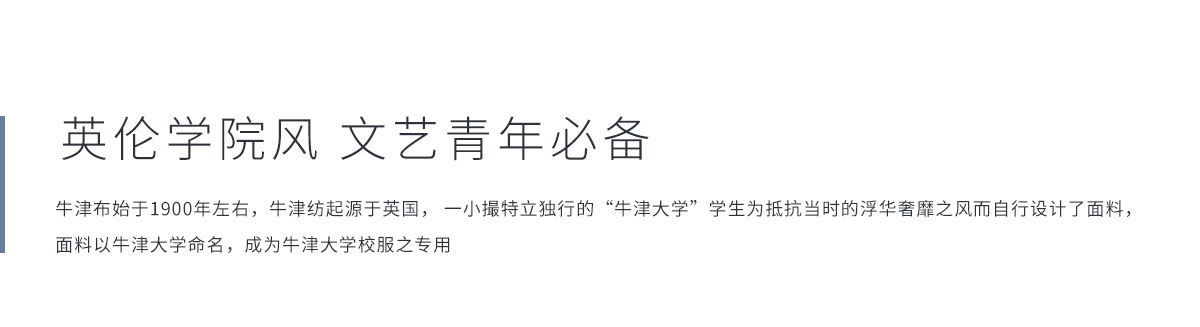 英伦学院风 文艺青年必备
牛津布始于1900年左右，牛津纺起源于英国， 一小撮特立独行的“牛津大学”学生为抵抗当时的浮华奢靡之风而自行设计了面料，
面料以牛津大学命名，成为牛津大学校服之专用